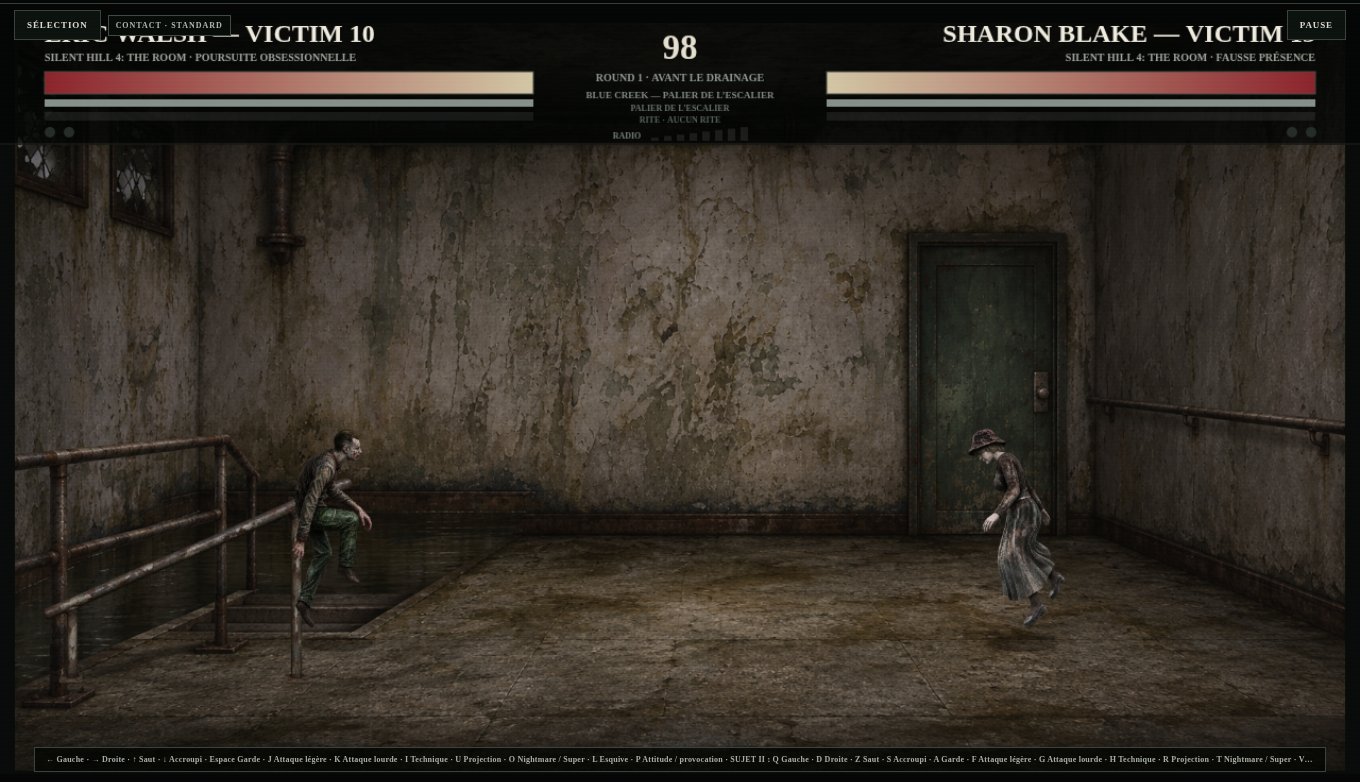 SÉLECTION
CONTACT · STANDARD
PAUSE
ERIC WALSH — VICTIM 10
SILENT HILL 4: THE ROOM · POURSUITE OBSESSIONNELLE
98
ROUND 1 · AVANT LE DRAINAGE
BLUE CREEK — PALIER DE L'ESCALIER
PALIER DE L'ESCALIER
RITE · AUCUN RITE
RADIO
SHARON BLAKE — VICTIM
SILENT HILL 4: THE ROOM · FAUSSE PRÉSENCE
← Gauche · → Droite · ↑ Saut · ↓ Accroupi · Espace Garde · J Attaque légère · K Attaque lourde · I Technique · U Projection · O Nightmare / Super · L Esquive · P Attitude / provocation · SUJET II : Q Gauche · D Droite · Z Saut · S Accroupi · A Garde · F Attaque légère · G Attaque lourde · H Technique · R Projection · T Nightmare / Super · V…